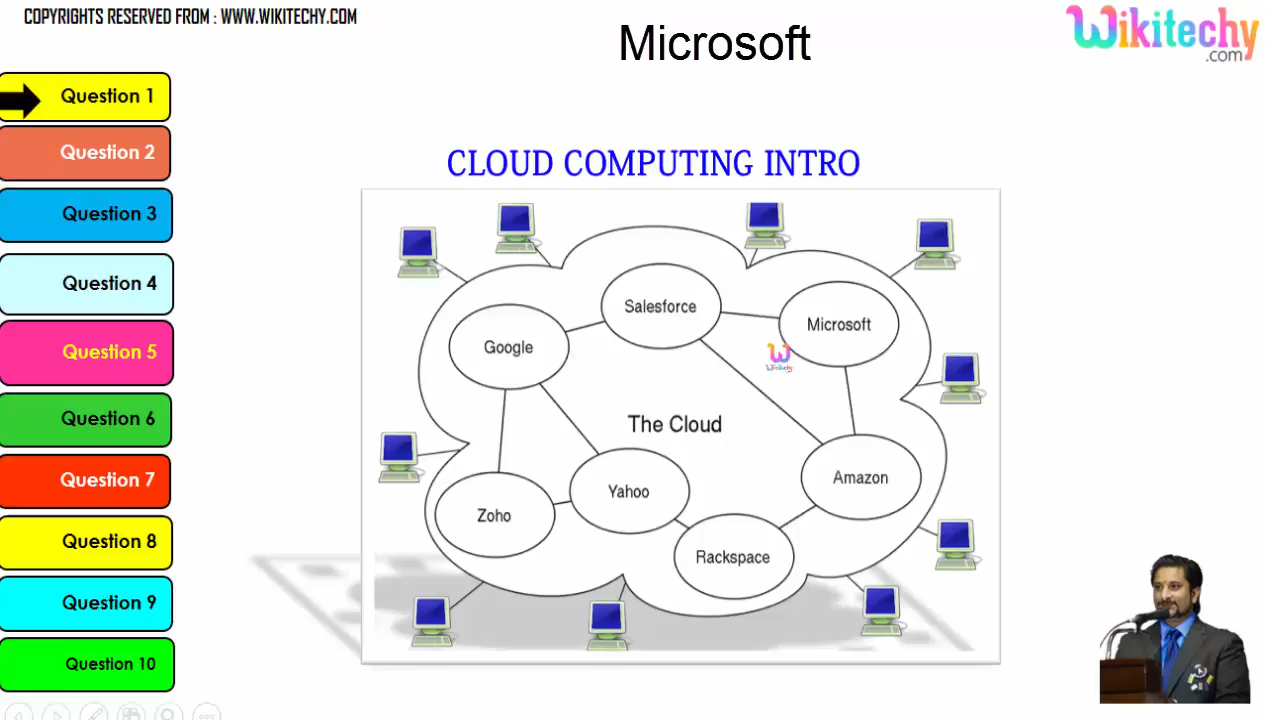 COPYRIGHTS RESERVED FROM : WWW.WIKITECHY.COM
Microsoft
Wikitechy
.com
Question 1
Question 2
Question 3
Question 4
Question 5
Question 6
Question 7
Question 8
Question 9
Question 10
CLOUD COMPUTING INTRO
Salesforce
Microsoft
Google
Wikitechy
The Cloud
Amazon
Yahoo
Zoho
Rackspace